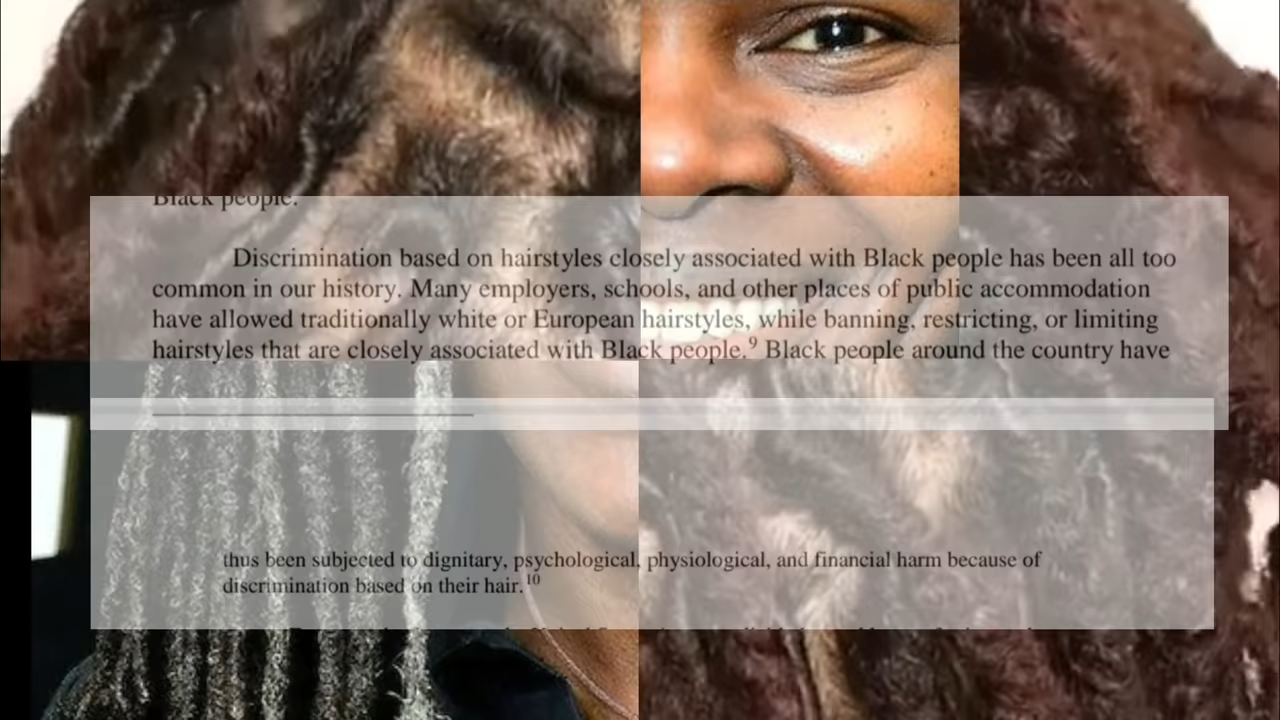 Black people.
Discrimination based on hairstyles closely associated with Black people has been all too
common in our history. Many employers, schools, and other places of public accommodation
have allowed traditionally white or European hairstyles, while banning, restricting, or limiting
hairstyles that are closely associated with Black people.9 Black people around the country have
thus been subjected to dignitary, psychological, physiological, and financial harm because of
discrimination based on their hair.10